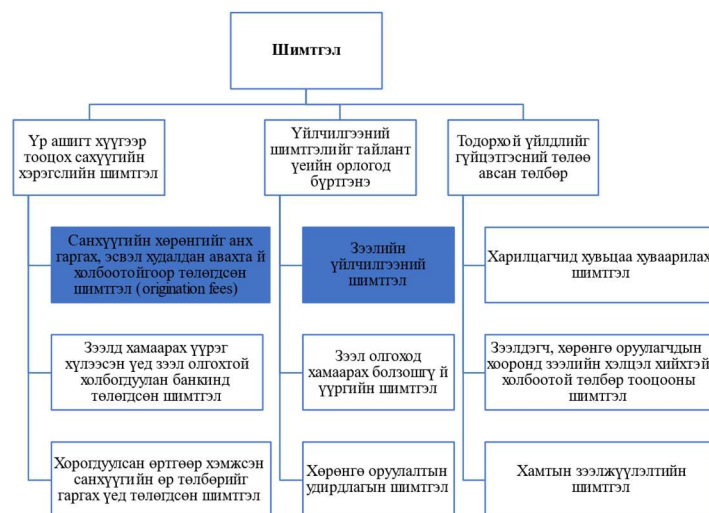 Шимтгэл
Үр ашигт хүүгээр
тооцох сахүүгийн
хэрэгслийн шимтгэл
Санхүүгийн хөрөнгийг анх
гаргах, эсвэл худалдан авахта й
холбоотойгоор төлөгдсөн
шимтгэл (origination fees)
Зээлд хамаарах үүрэг
хүлээсэн үед зээл олгохтой
холбогдуулан банкинд
төлөгдсөн шимтгэл
Хорогдуулсан өртгөөр хэмжсэн
санхүүгийн өр төлбөрийг
гаргах үед төлөгдсөн шимтгэл
Үйлчилгээний
шимтгэлийг тайлант
үеийн орлогод
бүртгэнэ
Зээлийн
үйлчилгээний
шимтгэл
Зээл олгоход
хамаарах болзошгү й
үүргийн шимтгэл
Хөрөнгө оруулалтын
удирдлагын шимтгэл
Тодорхой үйлдлийг
гүйцэтгэсний төлөө
авсан төлбөр
Харилцагчид хувьцаа хуваарилах
шимтгэл
Зээлдэгч, хөрөнгө оруулагчдын
хооронд зээлийн хэлцэл хийхтэй
холбоотой төлбөр тооцооны
шимтгэл
Хамтын зээлжүүлэлтийн
шимтгэл